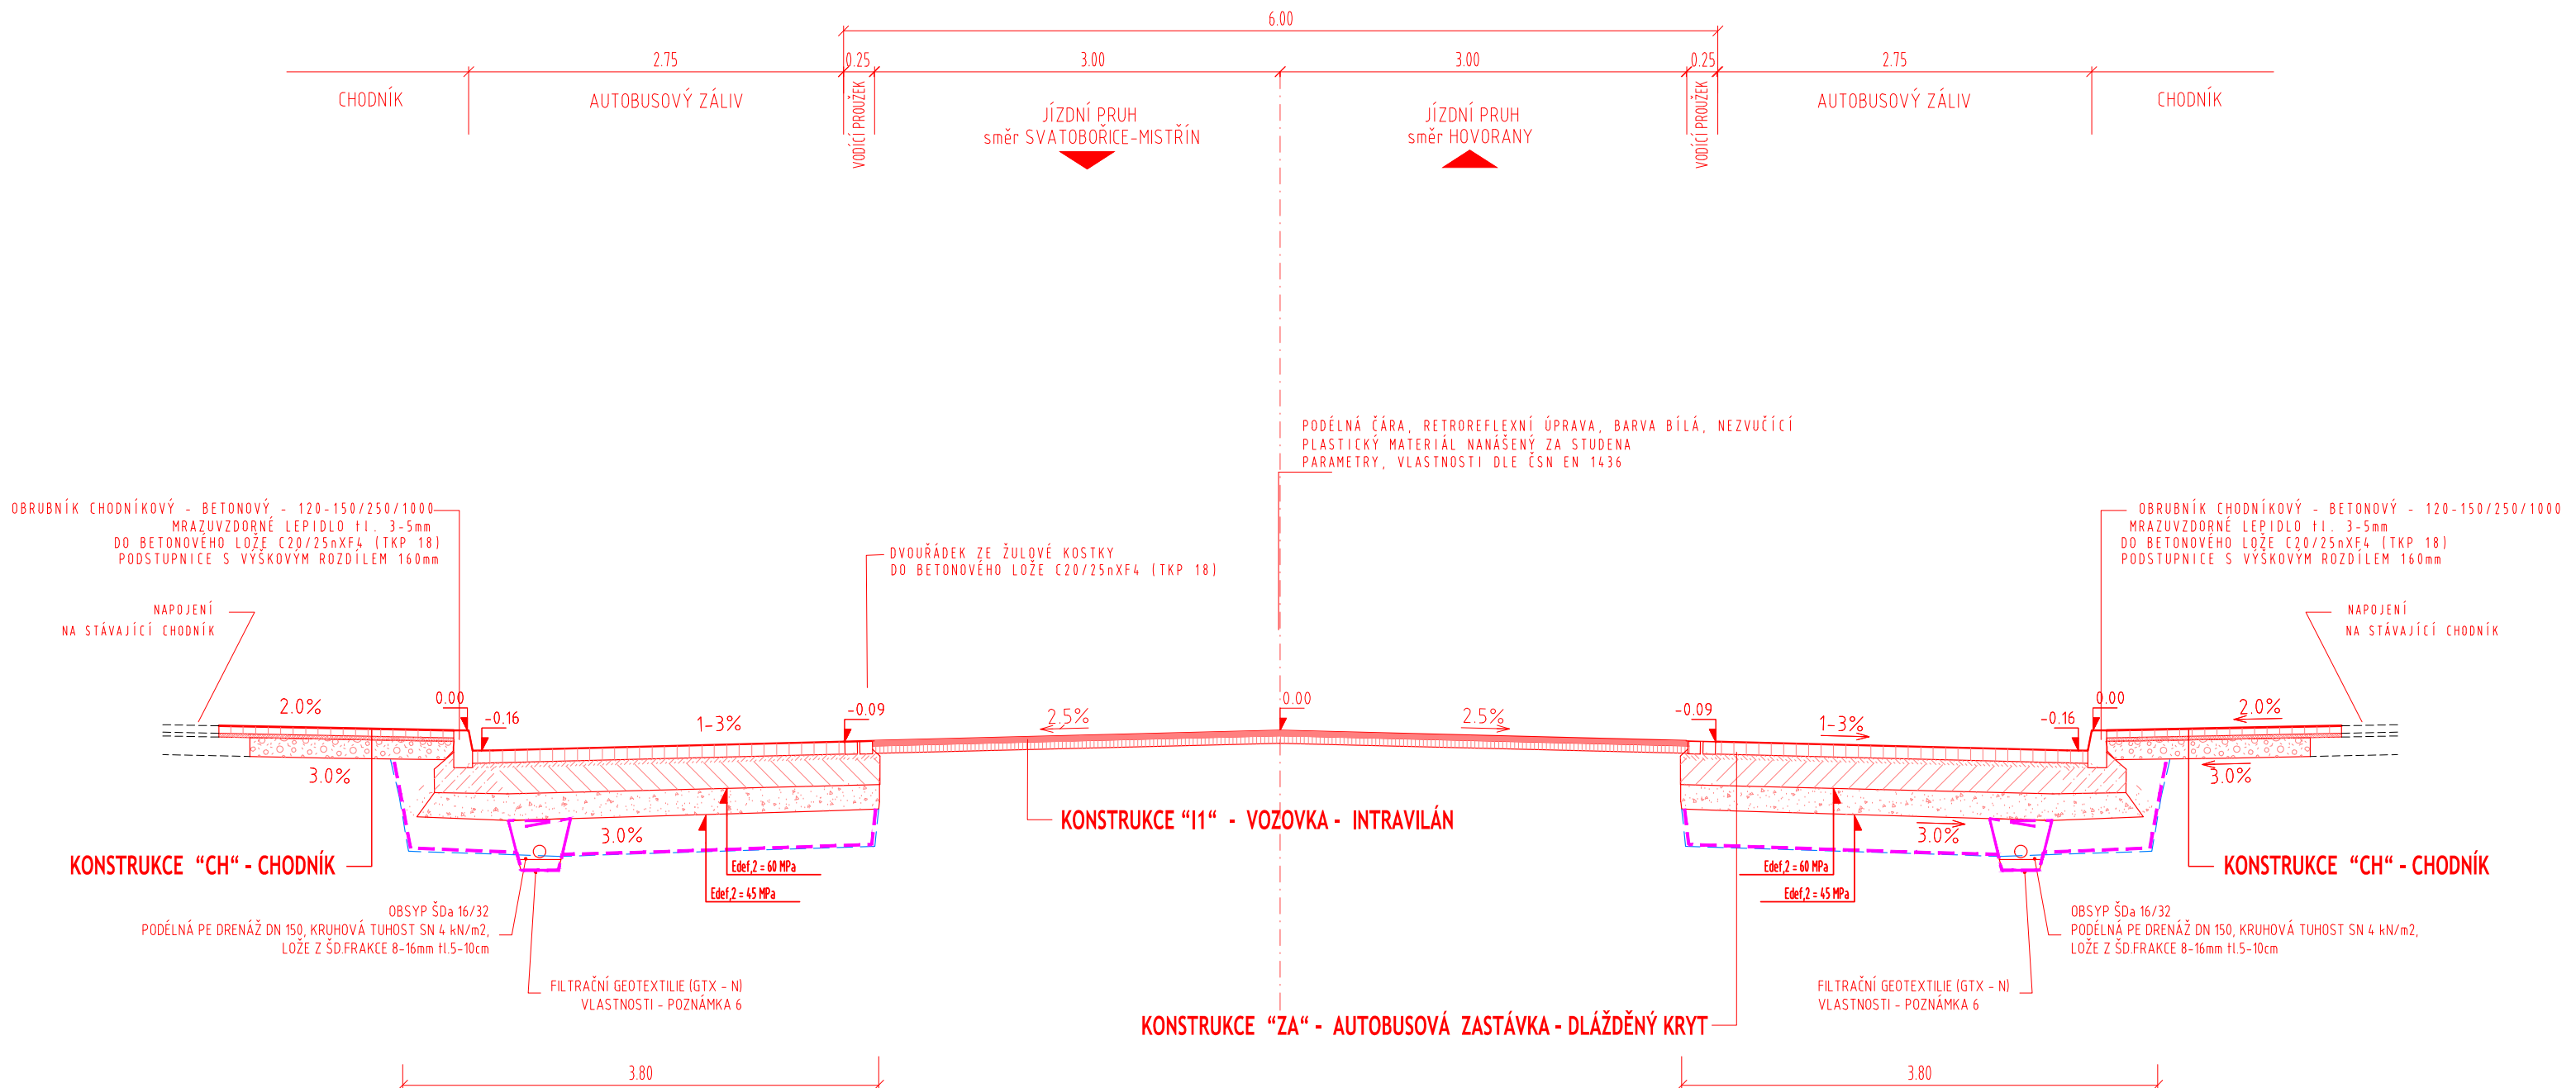 6.00
2.75
0.25
3.00
3.00
0.25
2.75
CHODNÍK
AUTOBUSOVÝ ZÁLIV
VODÍCÍ PROUŽEK
JÍZDNÍ PRUH
směr SVATOBOŘICE-MISTŘÍN
JÍZDNÍ PRUH
směr HOVORANY
VODÍCÍ PROUŽEK
AUTOBUSOVÝ ZÁLIV
CHODNÍK
PODÉLNÁ ČÁRA, RETROREFLEXNÍ ÚPRAVA, BARVA BÍLÁ, NEZVUČÍCÍ
PLASTICKÝ MATERIÁL NANÁŠENÝ ZA STUDENA
PARAMETRY, VLASTNOSTI DLE ČSN EN 1436
OBRUBNÍK CHODNÍKOVÝ - BETONOVÝ - 120-150/250/1000
MRAZUVZDORNÉ LEPIDLO tl. 3-5mm
DO BETONOVÉHO LOŽE C20/25nXF4 (TKP 18)
PODSTUPNICE S VÝŠKOVÝM ROZDÍLEM 160mm
OBRUBNÍK CHODNÍKOVÝ - BETONOVÝ - 120-150/250/1000
MRAZUVZDORNÉ LEPIDLO tl. 3-5mm
DO BETONOVÉHO LOŽE C20/25nXF4 (TKP 18)
PODSTUPNICE S VÝŠKOVÝM ROZDÍLEM 160mm
DVOUŘÁDEK ZE ŽULOVÉ KOSTKY
DO BETONOVÉHO LOŽE C20/25nXF4 (TKP 18)
NAPOJENÍ
NA STÁVAJÍCÍ CHODNÍK
NAPOJENÍ
NA STÁVAJÍCÍ CHODNÍK
2.0%
0.00
-0.16
1-3%
-0.09
2.5%
0.00
2.5%
-0.09
1-3%
-0.16
0.00
2.0%
3.0%
3.0%
KONSTRUKCE "I1" - VOZOVKA - INTRAVILÁN
3.0%
3.0%
KONSTRUKCE "CH" - CHODNÍK
Edef,2 = 60 MPa
Edef,2 = 45 MPa
Edef,2 = 60 MPa
Edef,2 = 45 MPa
KONSTRUKCE "CH" - CHODNÍK
OBSYP ŠDa 16/32
PODÉLNÁ PE DRENÁŽ DN 150, KRUHOVÁ TUHOST SN 4 kN/m2,
LOŽE Z ŠD.FRAKCE 8-16mm tl.5-10cm
OBSYP ŠDa 16/32
PODÉLNÁ PE DRENÁŽ DN 150, KRUHOVÁ TUHOST SN 4 kN/m2,
LOŽE Z ŠD.FRAKCE 8-16mm tl.5-10cm
FILTRAČNÍ GEOTEXTILIE (GTX - N)
VLASTNOSTI - POZNÁMKA 6
FILTRAČNÍ GEOTEXTILIE (GTX - N)
VLASTNOSTI - POZNÁMKA 6
KONSTRUKCE "ZA" - AUTOBUSOVÁ ZASTÁVKA - DLÁŽDĚNÝ KRYT
3.80
3.80